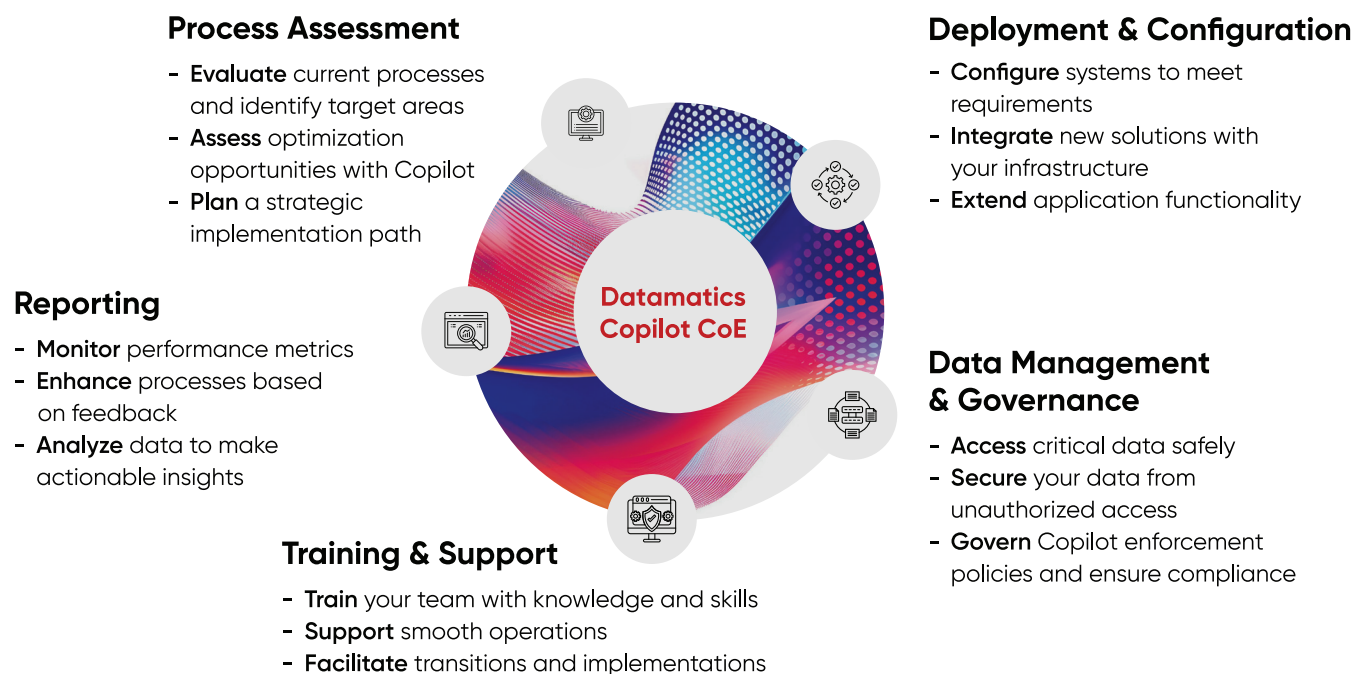 Process Assessment
- Evaluate current processes
and identify target areas
- Assess optimization
opportunities with Copilot
- Plan a strategic
implementation path
Deployment & Configuration
- Configure systems to meet
requirements
- Integrate new solutions with
your infrastructure
- Extend application functionality
Datamatics
Copilot CoE
Reporting
- Monitor performance metrics
- Enhance processes based
on feedback
- Analyze data to make
actionable insights
Data Management
& Governance
- Access critical data safely
- Secure your data from
unauthorized access
- Govern Copilot enforcement
policies and ensure compliance
Training & Support
- Train your team with knowledge and skills
- Support smooth operations
- Facilitate transitions and implementations